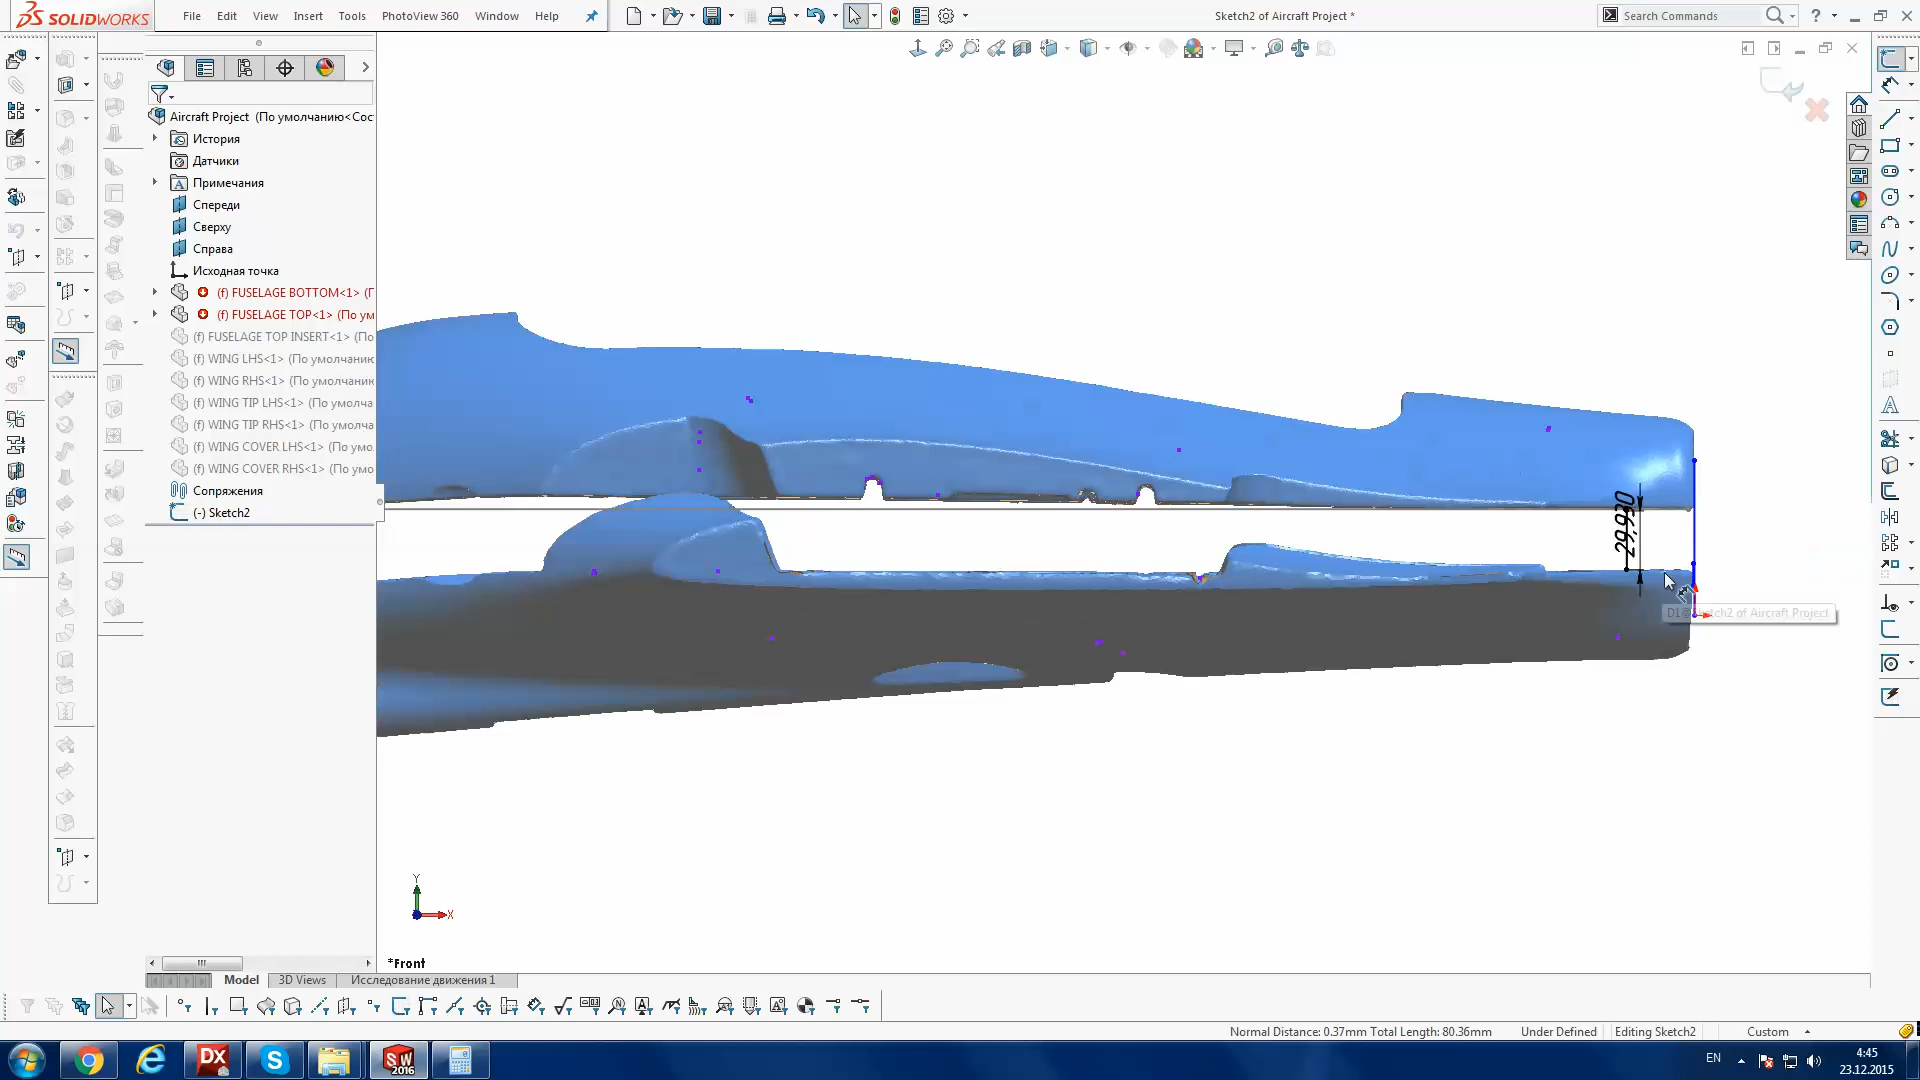 SOLIDWORKS
File Edit View Insert Tools PhotoView 360 Window Help
Sketch2 of Aircraft Project *
Search Commands
Aircraft Project (По умолчанию<Сос
История
Датчики
Примечания
Спереди
Сверху
Справа
Исходная точка
(f) FUSELAGE BOTTOM<1> (П
(f) FUSELAGE TOP<1> (По ум
(f) FUSELAGE TOP INSERT<1> (По
(f) WING LHS<1> (По умолчанию
(f) WING RHS<1> (По умолчани
(f) WING TIP LHS<1> (По умолча
(f) WING TIP RHS<1> (По умолча
(f) WING COVER LHS<1> (По умо
(f) WING COVER RHS<1> (По умо
Сопряжения
(-) Sketch2
29,930
Sketch2 of Aircraft Project
Y
X
*Front
Model 3D Views Исследование движения 1
Normal Distance: 0.37mm Total Length: 80.36mm Under Defined Editing Sketch2 Custom
DX
SW
2016
EN
4:45
23.12.2015